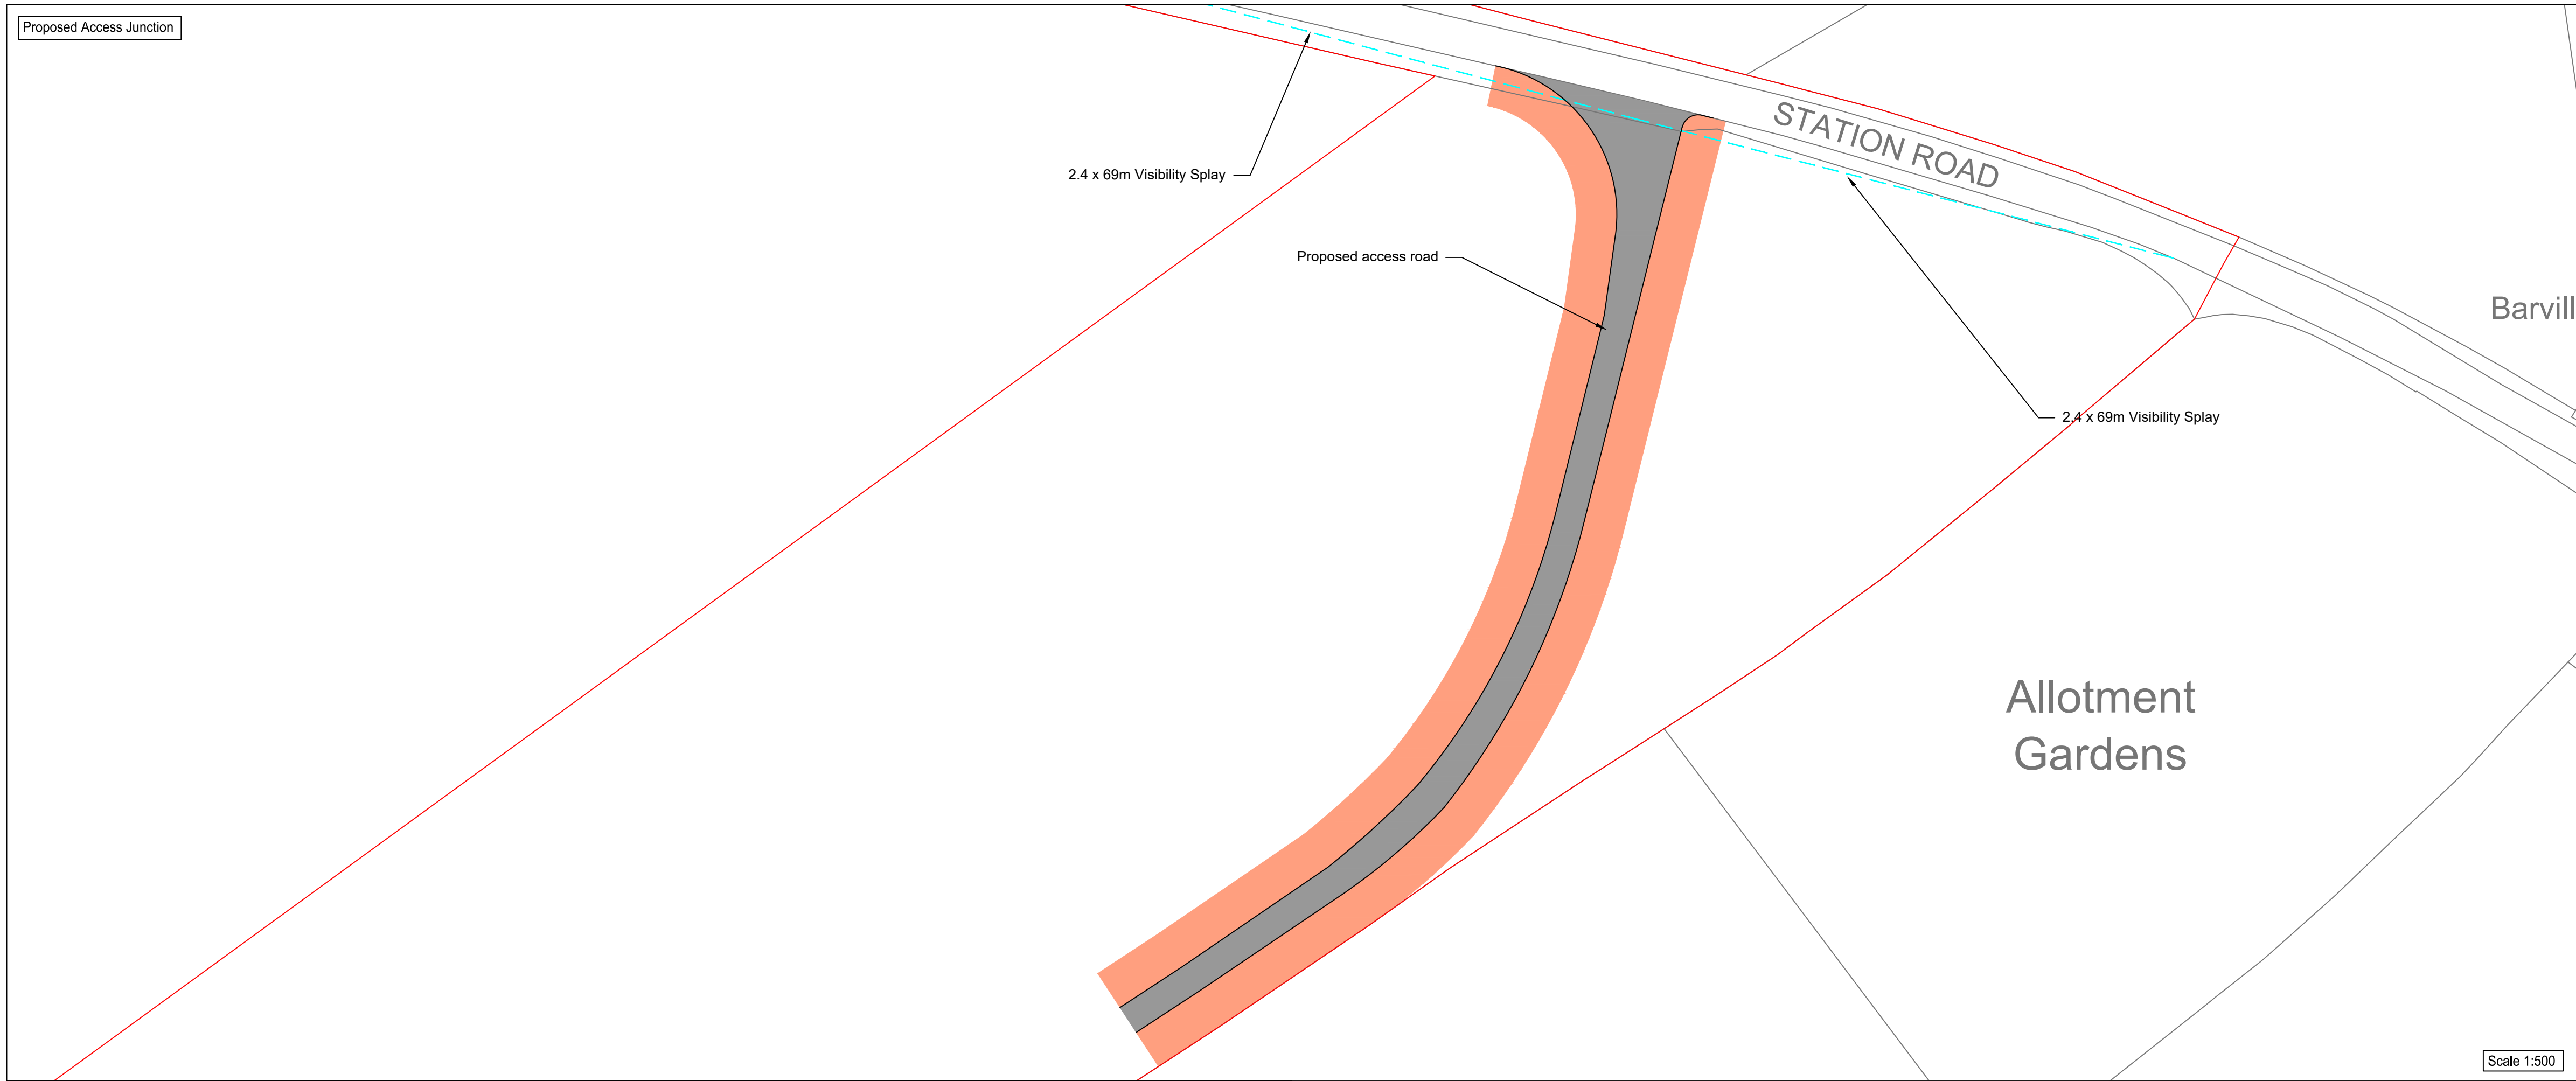 Proposed Access Junction
STATION ROAD
2.4 x 69m Visibility Splay
Proposed access road
Barvill
2.4 x 69m Visibility Splay
Allotment
Gardens
Scale 1:500